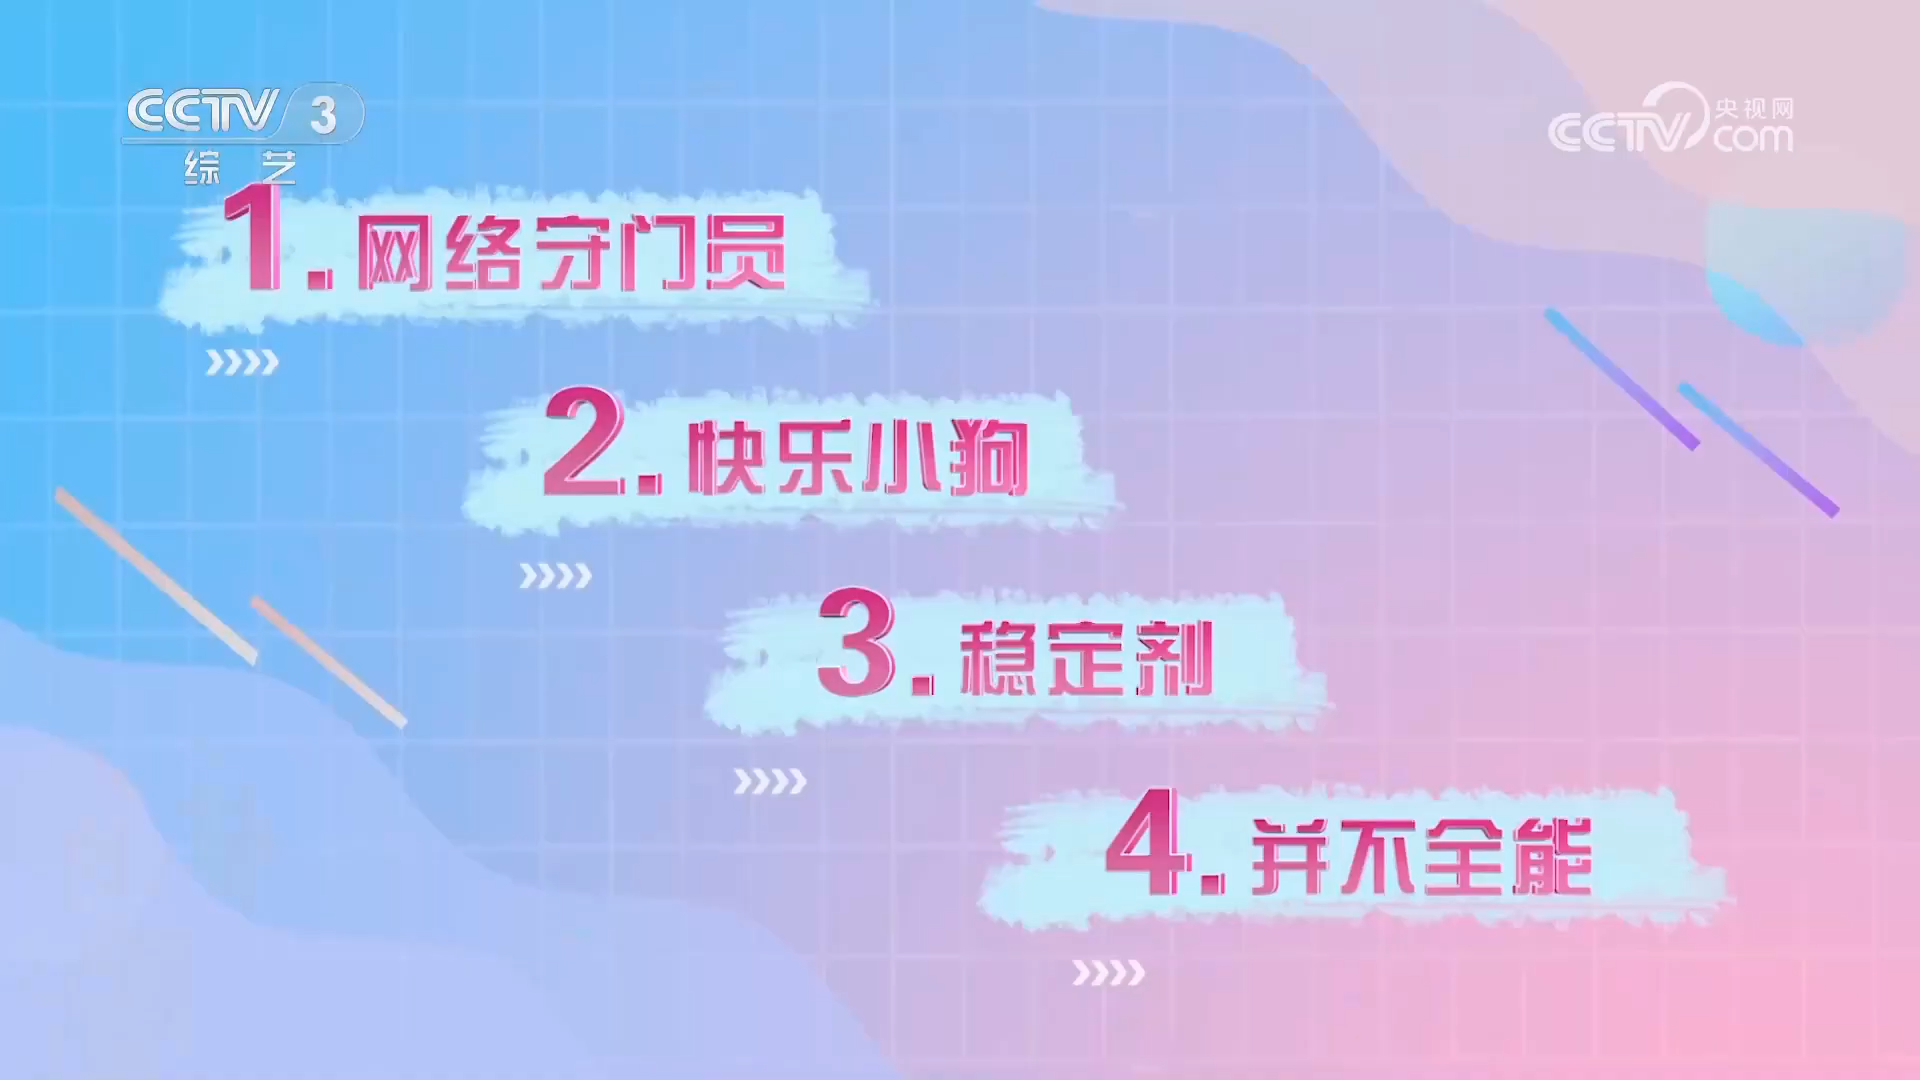 CCTV 3
综艺
央视网
CCTV com
1.网络守门员
2.快乐小狗
3.稳定剂
4.并不全能